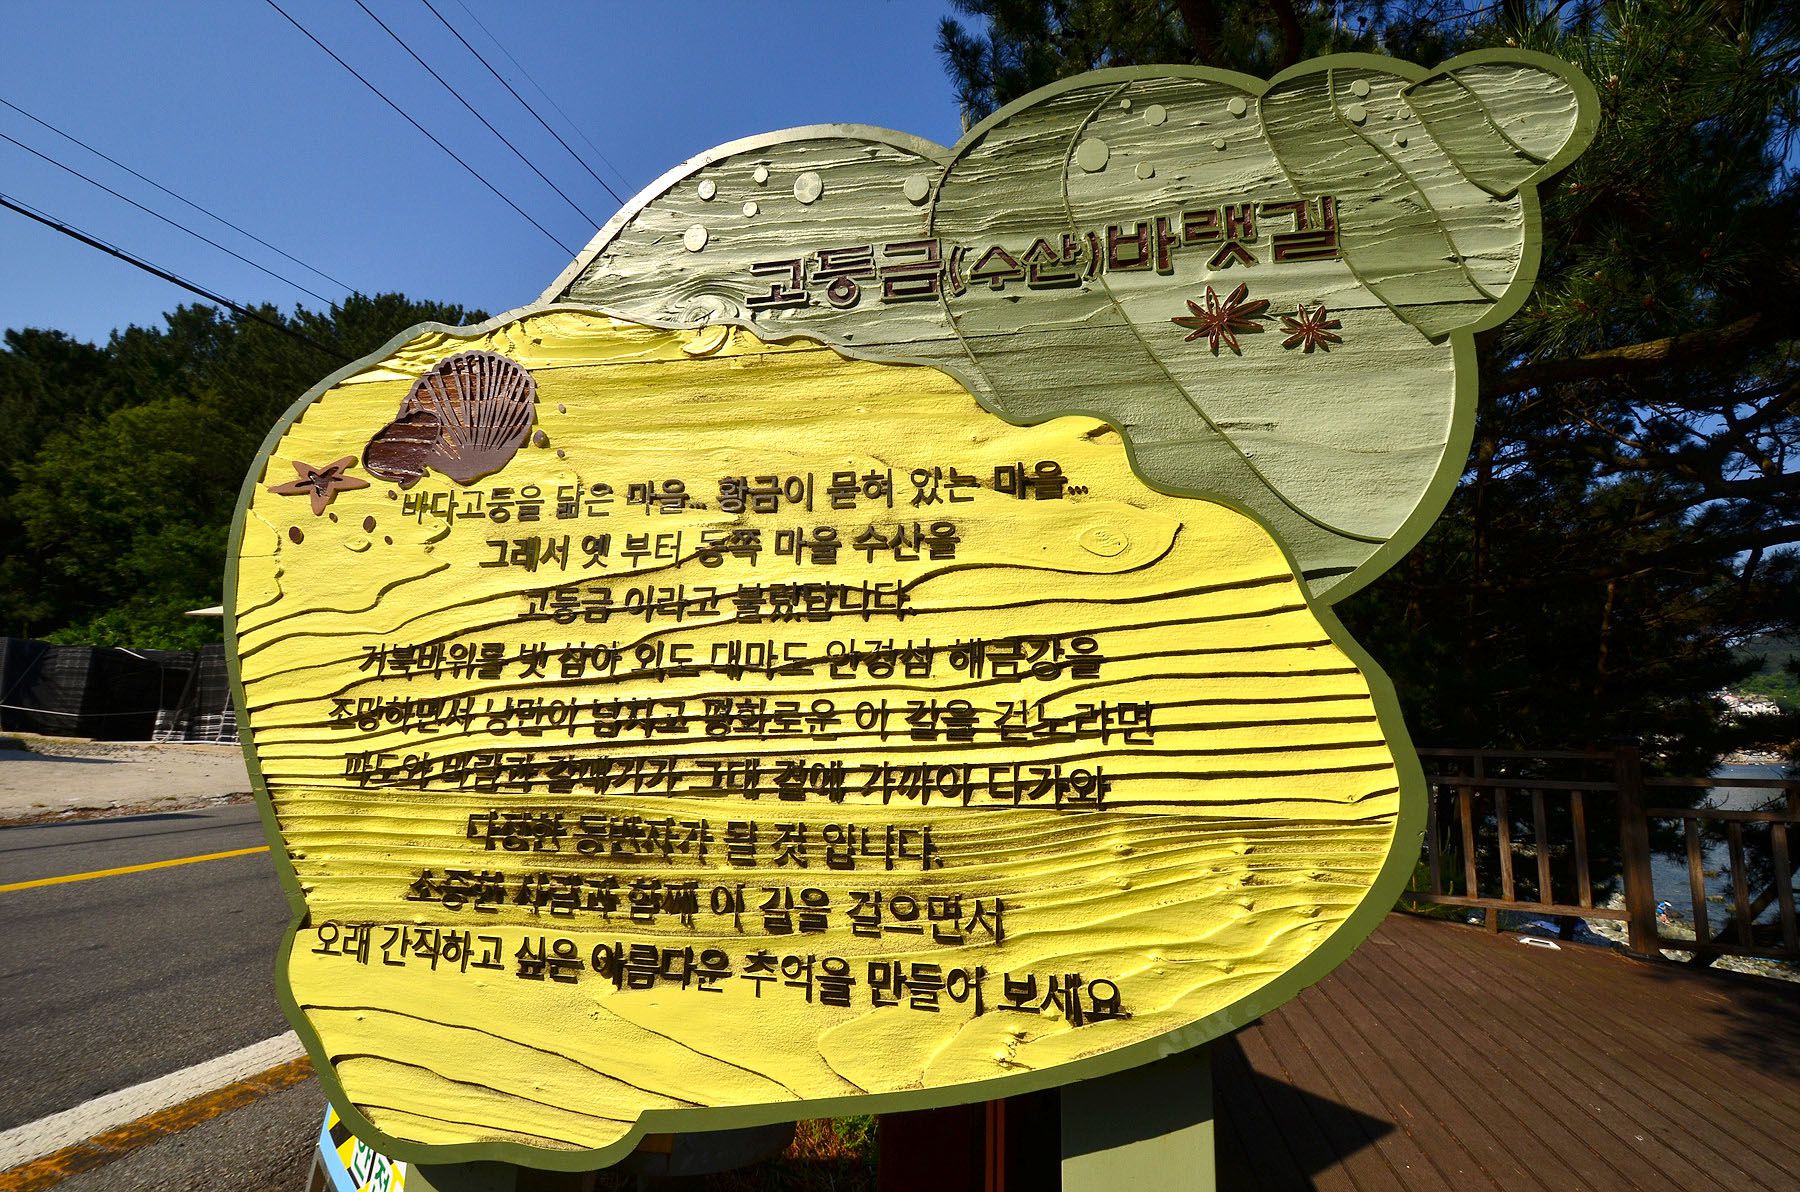 고둥금(수산)바랫길
바다고둥을 닮은 마을... 황금이 묻혀 있는 마을...
그래서 옛 부터 동쪽 마을 수산을
고둥금 이라고 불렀답니다.
거북바위를 벗 삼아 외도 대마도 안경섬 해금강을
조망하면서 낭만이 넘치고 평화로운 이 길을 걷노라면
파도와 바람과 갈매기가 그대 곁에 가까이 다가와
다정한 동반자가 될 것 입니다.
소중한 사람과 함께 이 길을 걸으면서
오래 간직하고 싶은 아름다운 추억을 만들어 보세요
안전